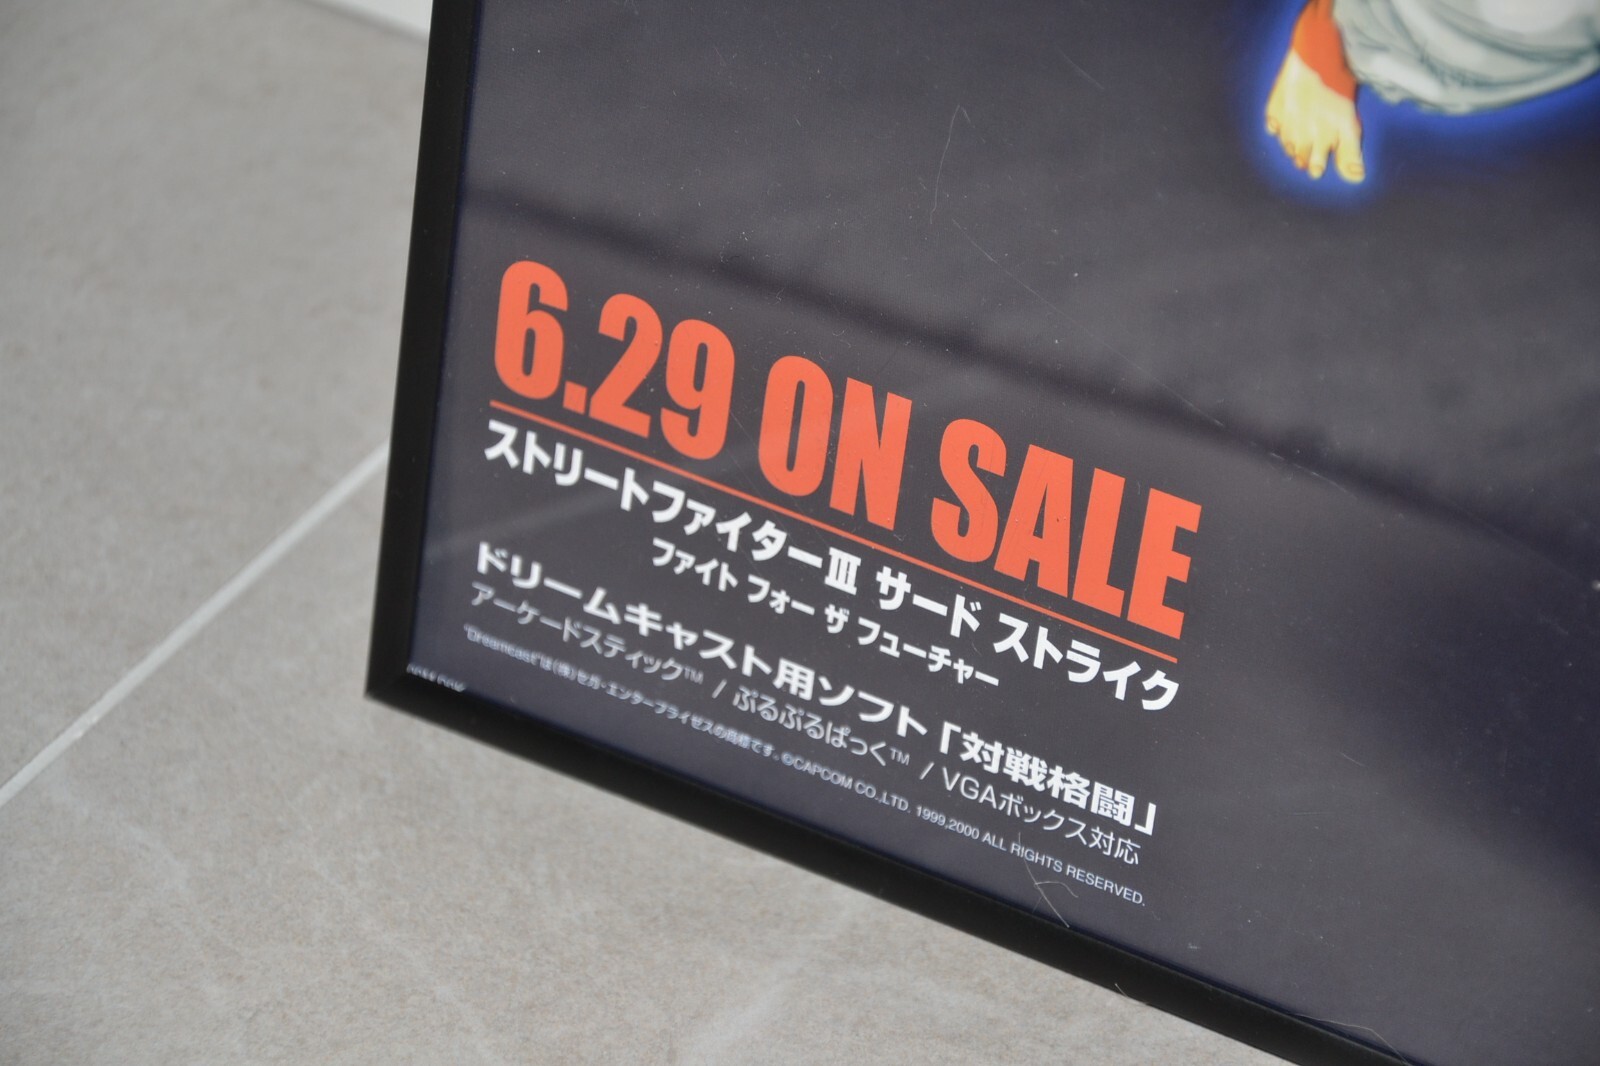 6.29 ON SALE
ストリートファイターIII サード ストライク
ファイト フォー ザ フューチャー
ドリームキャスト用ソフト「対戦格闘」
アーケードスティック™ / ぷるぷるぱっく™ / VGAボックス対応
"Dreamcast"は(株)セガ・エンタープライゼスの商標です。©CAPCOM CO.,LTD. 1999,2000 ALL RIGHTS RESERVED.